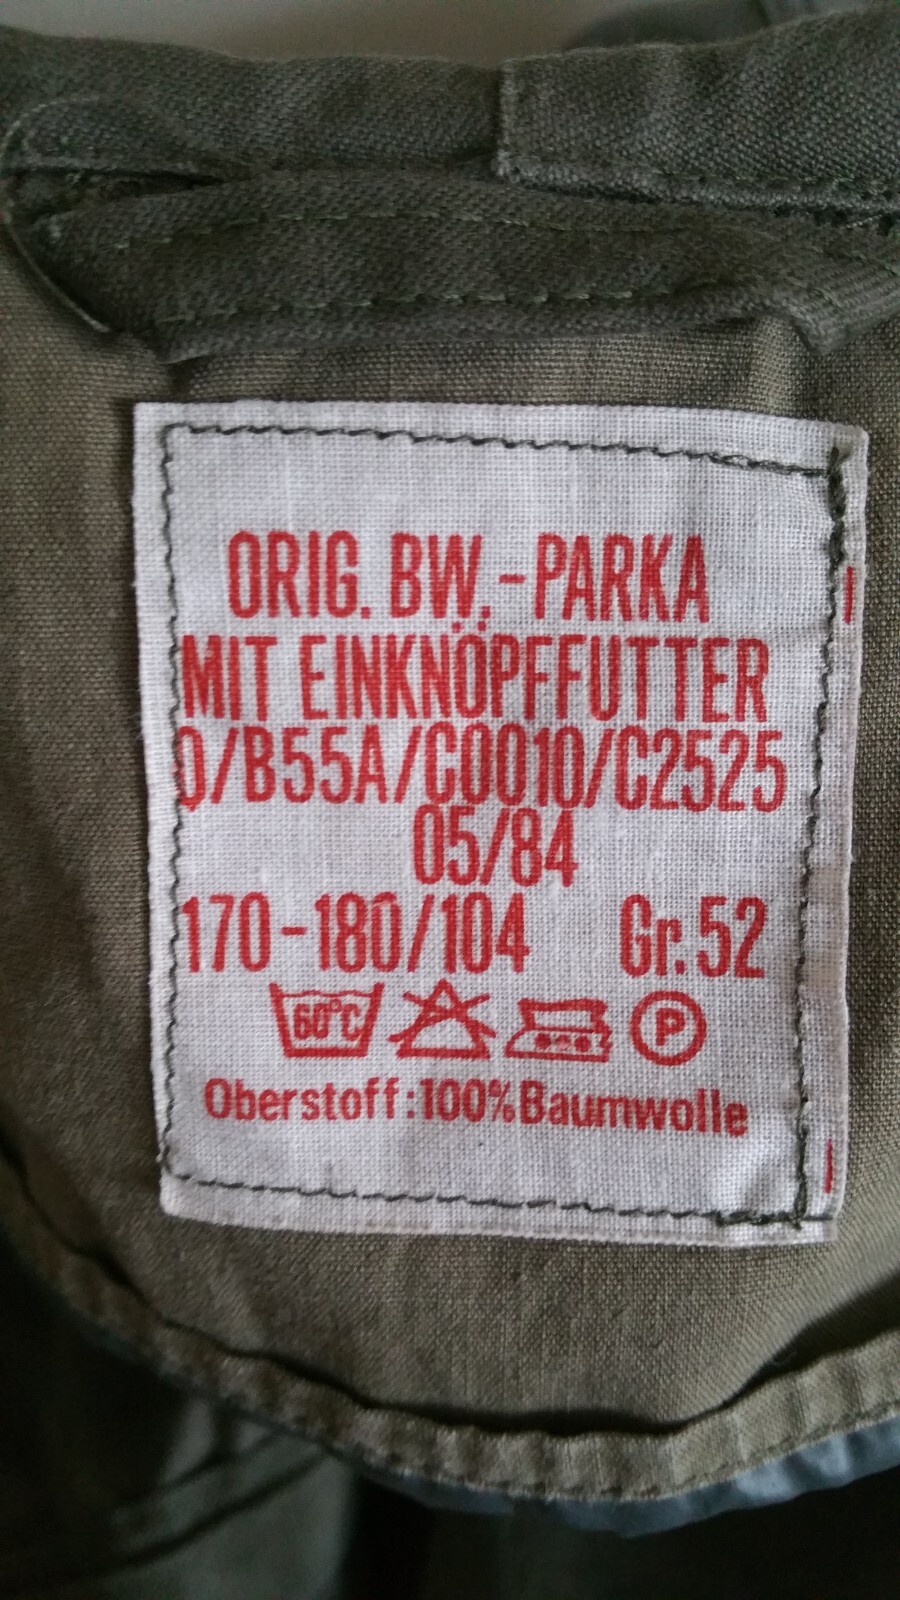 ORIG. BW.-PARKA
MIT EINKNÖPFFUTTER
0/B55A/C0010/C2525
05/84
170-180/104 Gr. 52
60°C P
Oberstoff: 100% Baumwolle